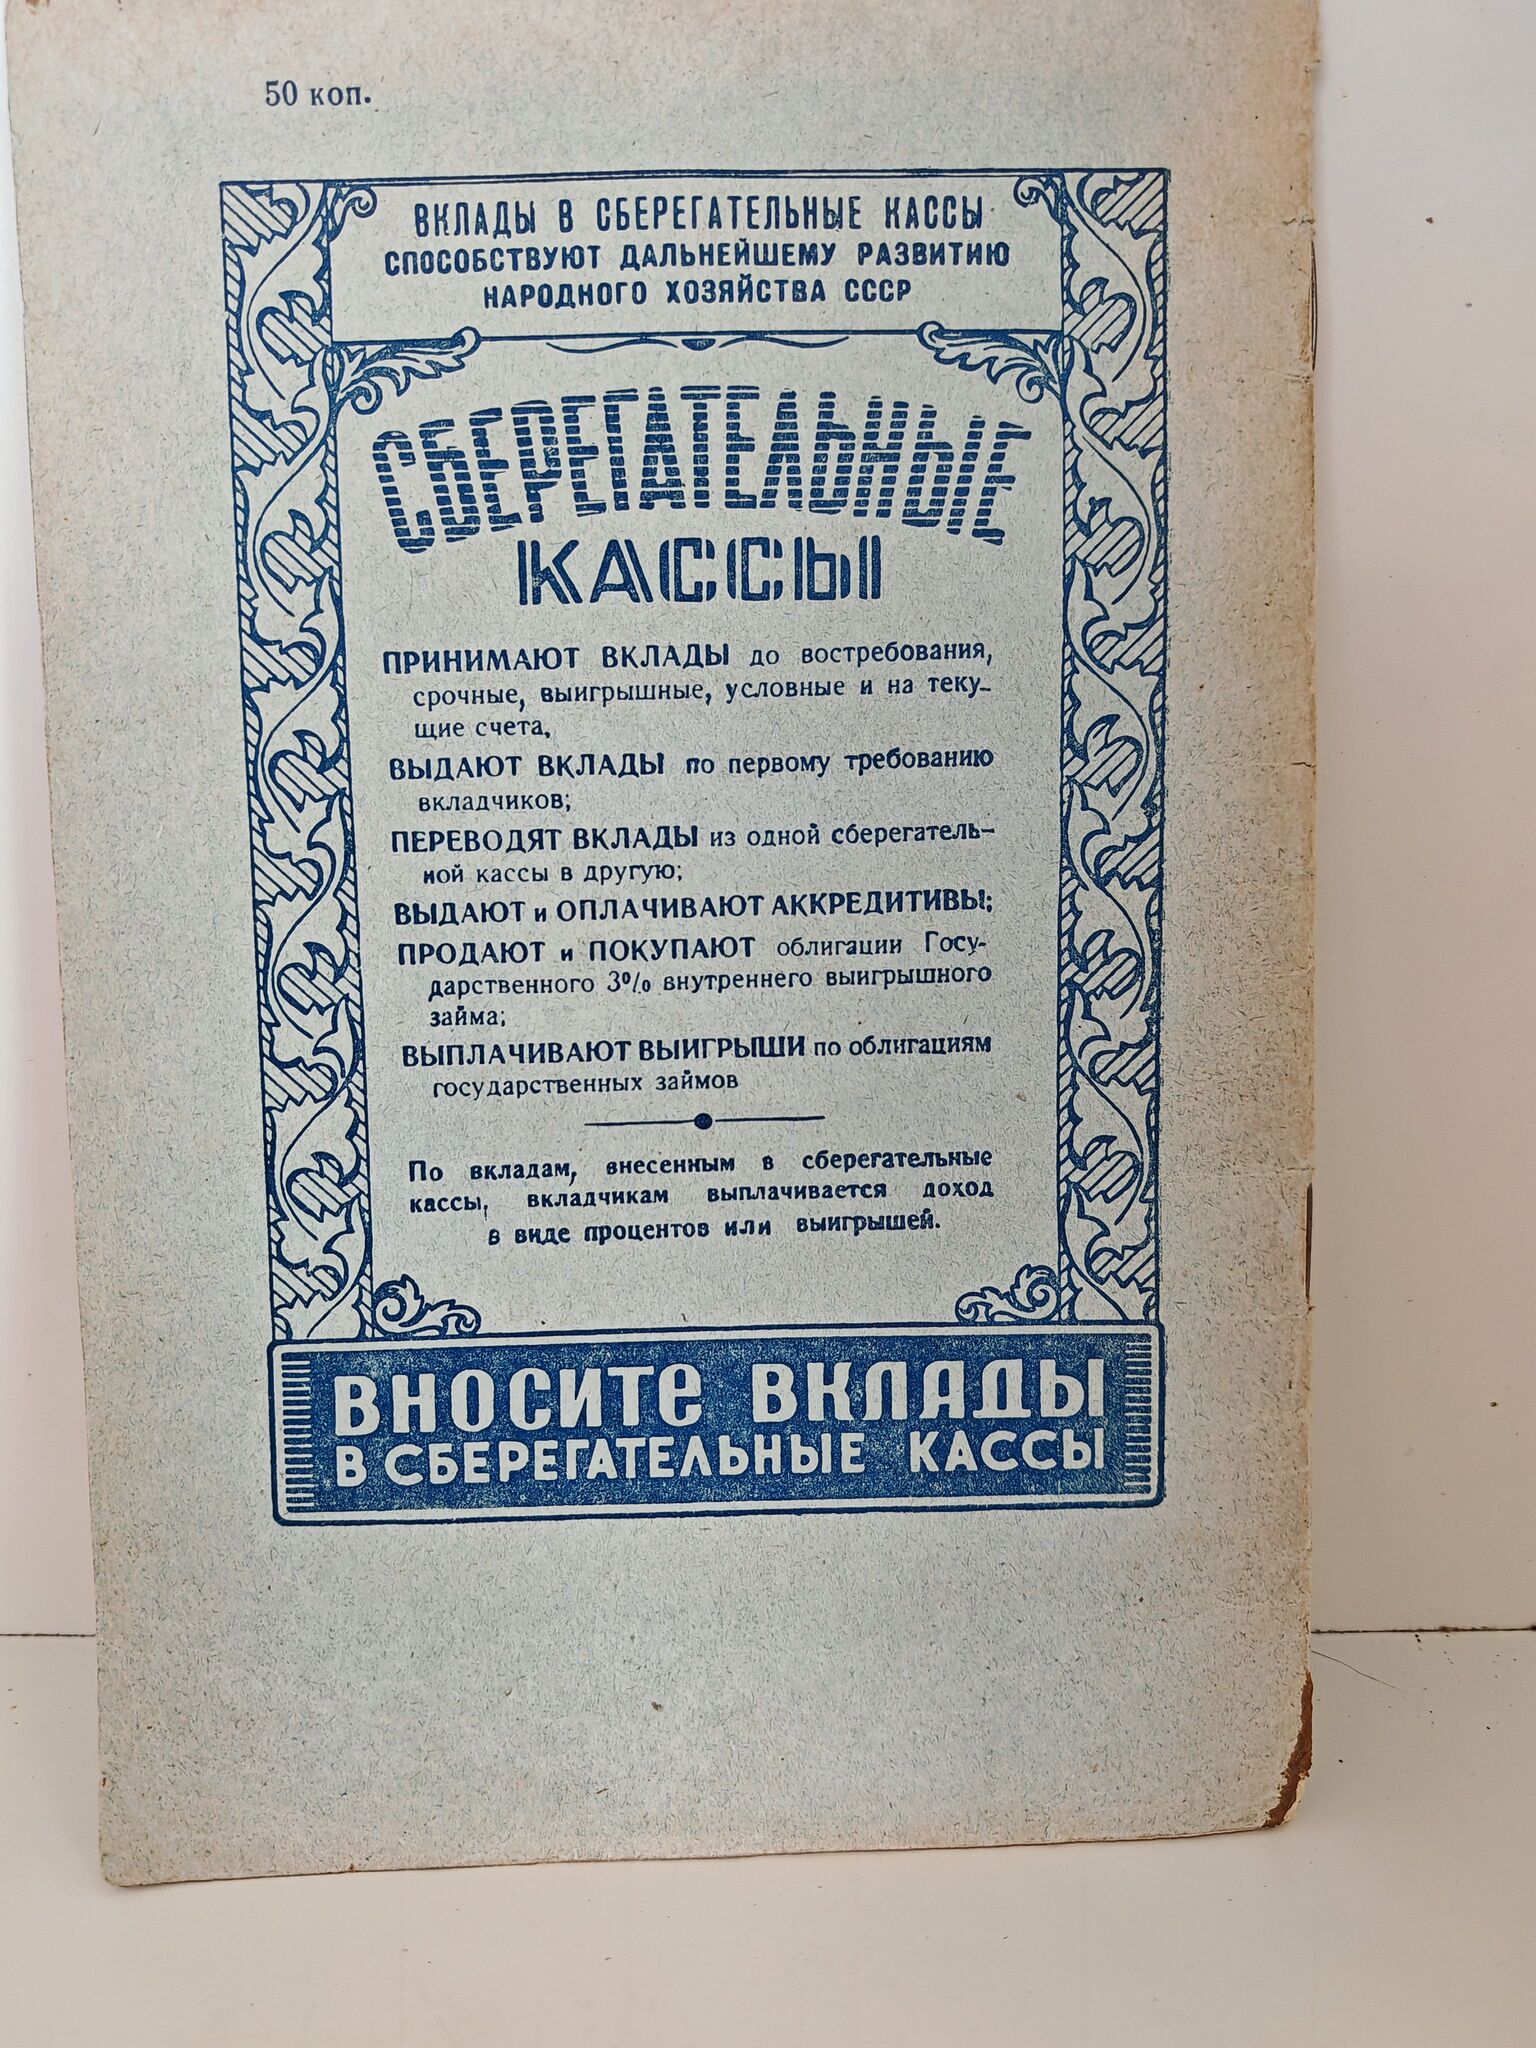 50 коп.
ВКЛАДЫ В СБЕРЕГАТЕЛЬНЫЕ КАССЫ
СПОСОБСТВУЮТ ДАЛЬНЕЙШЕМУ РАЗВИТИЮ
НАРОДНОГО ХОЗЯЙСТВА СССР
СБЕРЕГАТЕЛЬНЫЕ
КАССЫ
ПРИНИМАЮТ ВКЛАДЫ до востребования,
срочные, выигрышные, условные и на теку-
щие счета,
ВЫДАЮТ ВКЛАДЫ по первому требованию
вкладчиков;
ПЕРЕВОДЯТ ВКЛАДЫ из одной сберегатель-
ной кассы в другую;
ВЫДАЮТ и ОПЛАЧИВАЮТ АККРЕДИТИВЫ;
ПРОДАЮТ и ПОКУПАЮТ облигации Госу-
дарственного 3% внутреннего выигрышного
займа;
ВЫПЛАЧИВАЮТ ВЫИГРЫШИ по облигациям
государственных займов
По вкладам, внесенным в сберегательные
кассы, вкладчикам выплачивается доход
в виде процентов или выигрышей.
ВНОСИТЕ ВКЛАДЫ
В СБЕРЕГАТЕЛЬНЫЕ КАССЫ